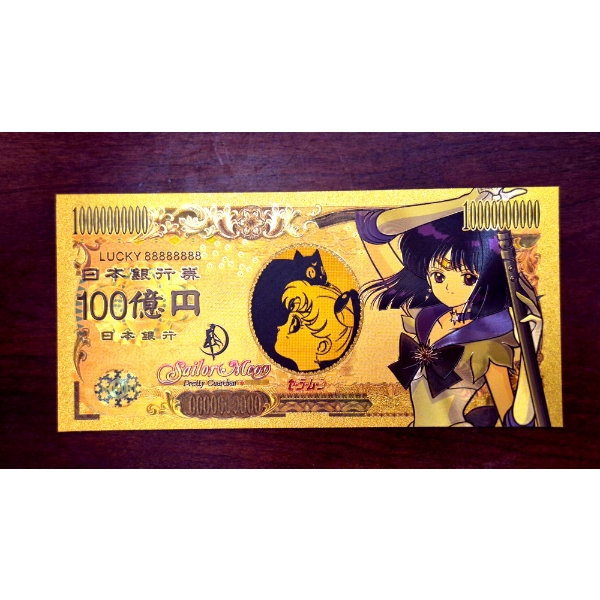 10000000000
10000000000
LUCKY 88888888
日本銀行券
100億円
日本銀行
Sailor Moon
Pretty Guardian
セーラームーン